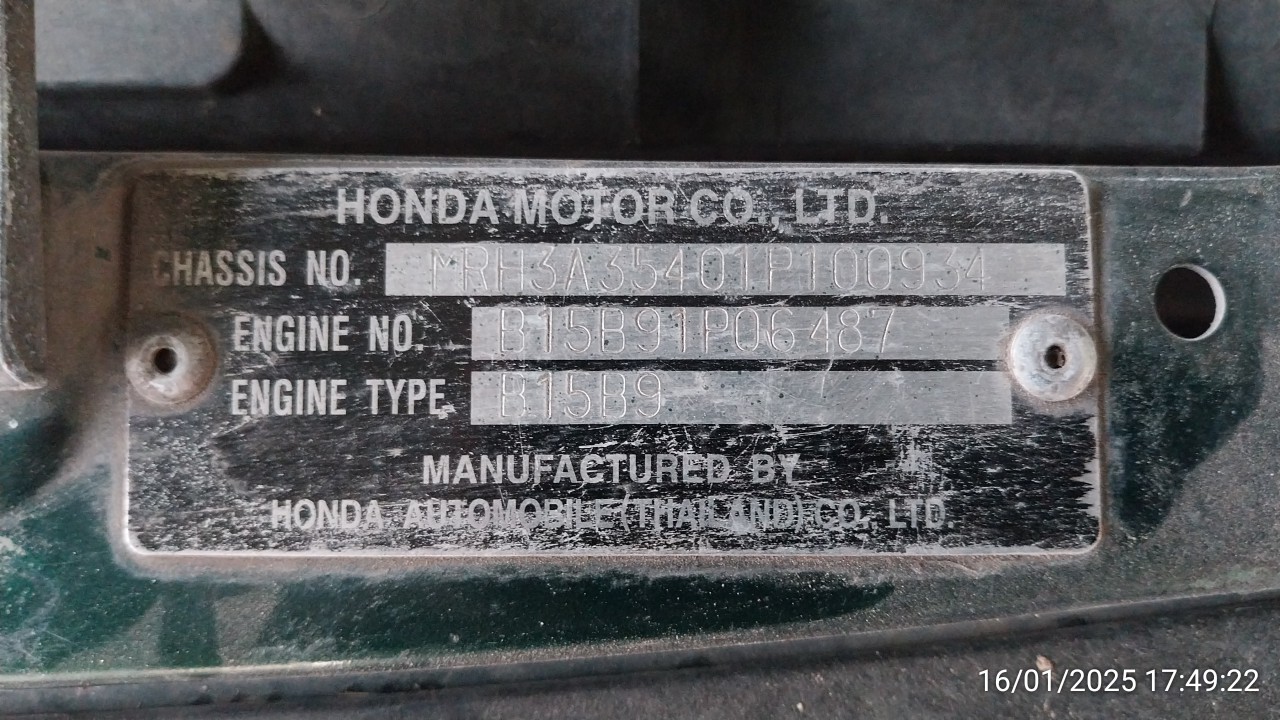 HONDA MOTOR CO., LTD.
CHASSIS NO. MRH3A35401P100934
ENGINE NO. B15B91P06487
ENGINE TYPE B15B9
MANUFACTURED BY
HONDA AUTOMOBILE(THAILAND) CO., LTD.
16/01/2025 17:49:22